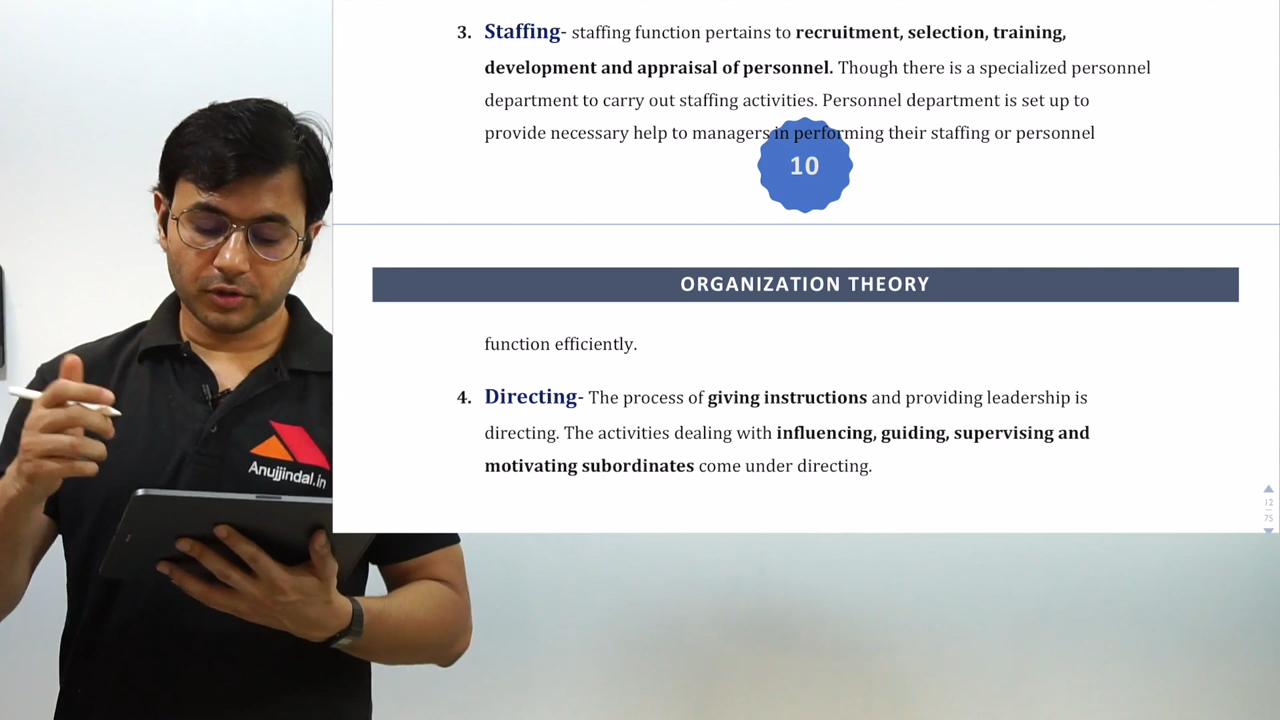 3. Staffing- staffing function pertains to recruitment, selection, training,
development and appraisal of personnel. Though there is a specialized personnel
department to carry out staffing activities. Personnel department is set up to
provide necessary help to managers in performing their staffing or personnel
10
ORGANIZATION THEORY
function efficiently.
4. Directing- The process of giving instructions and providing leadership is
directing. The activities dealing with influencing, guiding, supervising and
motivating subordinates come under directing.
12
75
Anujjindal.in